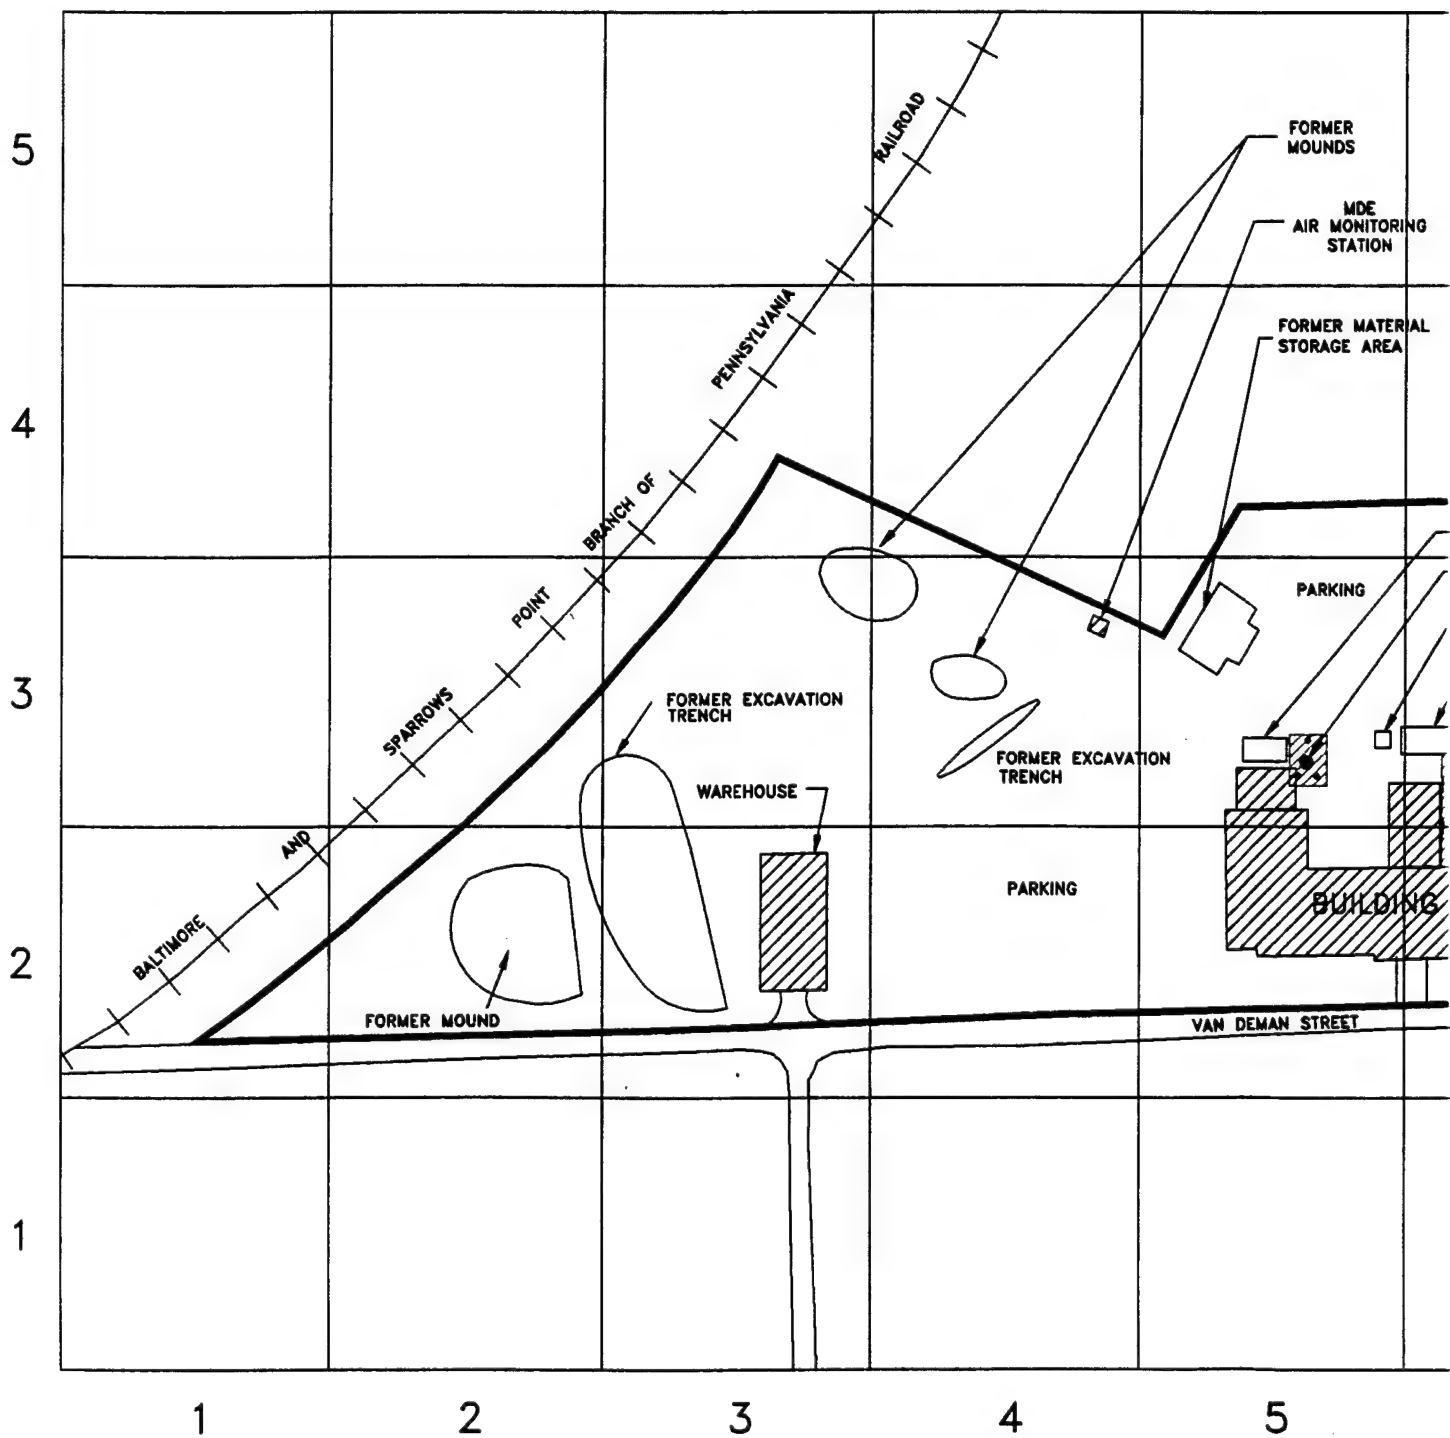 5
RAILROAD
FORMER
MOUNDS
MDE
AIR MONITORING
STATION
PENNSYLVANIA
FORMER MATERIAL
STORAGE AREA
4
BRANCH OF
POINT
PARKING
3
SPARROWS
FORMER EXCAVATION
TRENCH
FORMER EXCAVATION
TRENCH
WAREHOUSE
AND
PARKING
BUILDING
2
BALTIMORE
FORMER MOUND
VAN DEMAN STREET
1
1 2 3 4 5